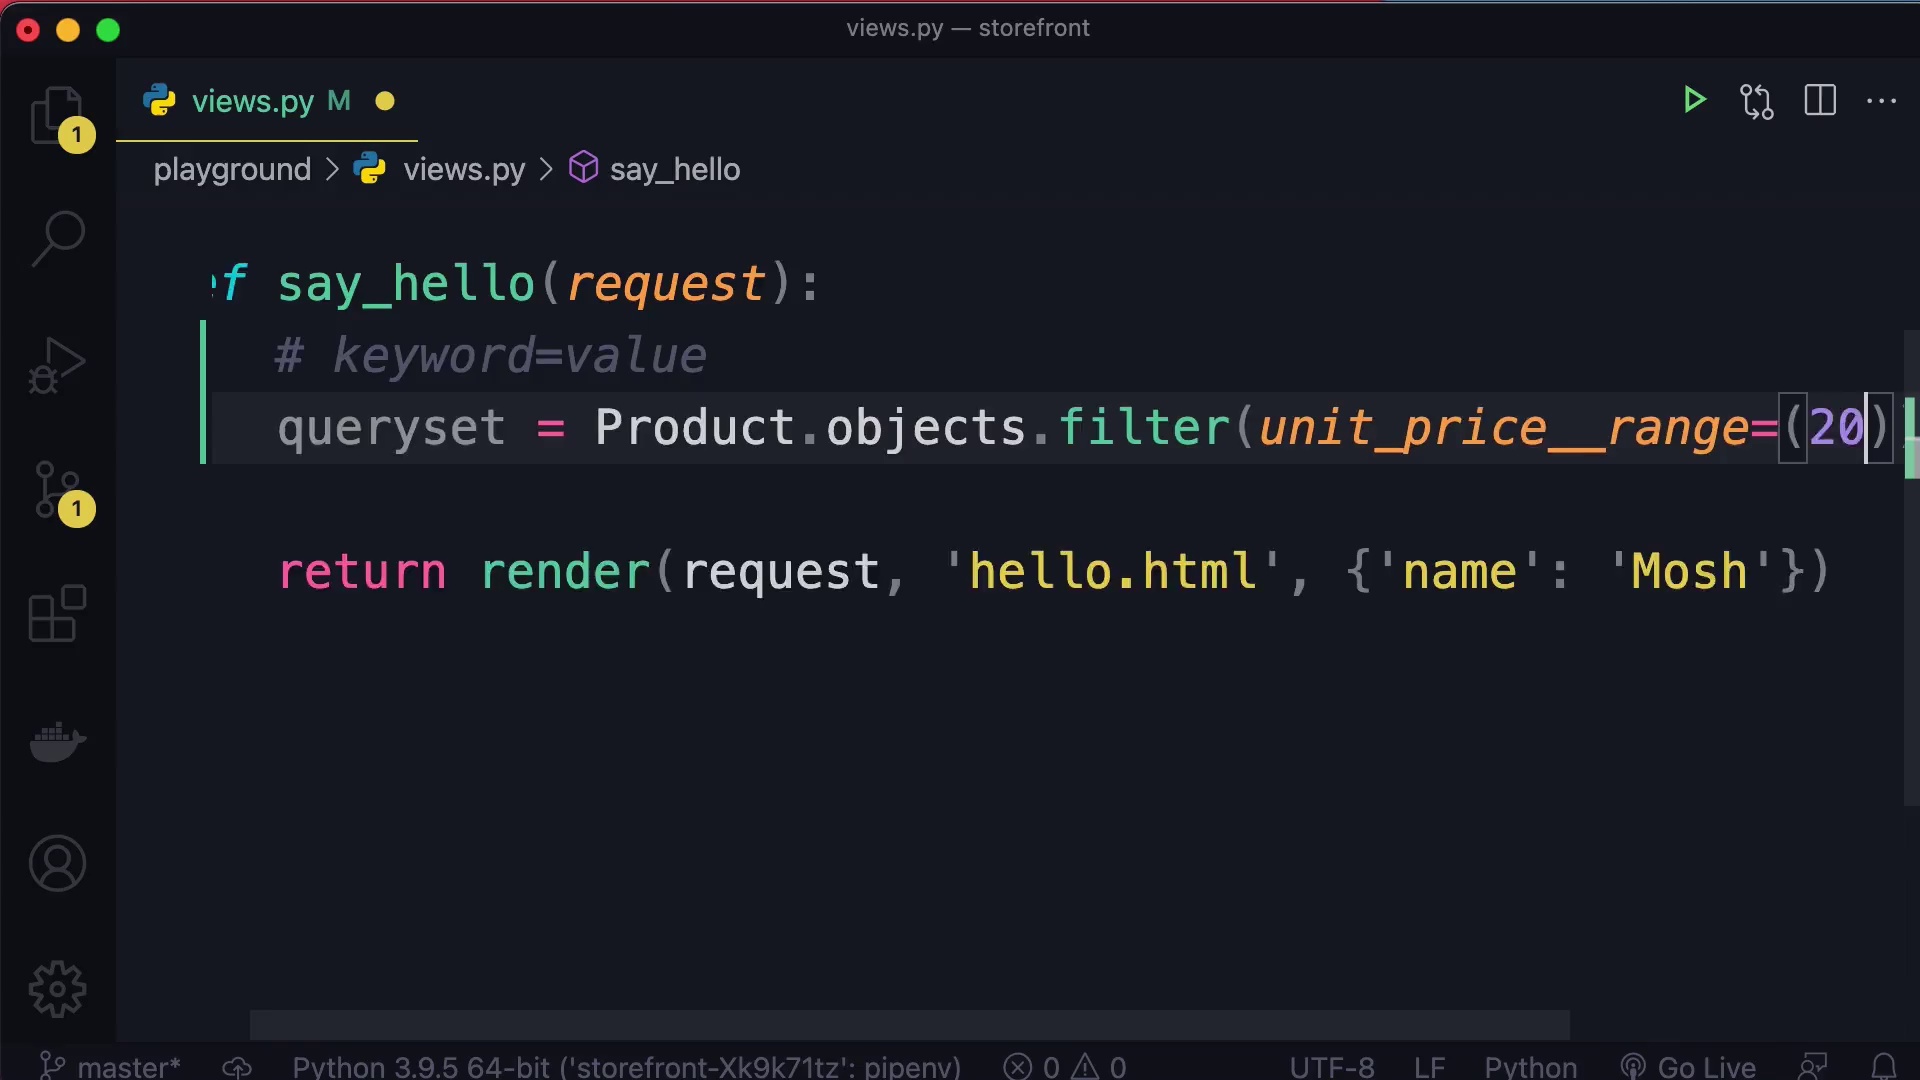 views.py — storefront
views.py M
1
playground > views.py > say_hello
ef say_hello(request):
# keyword=value
queryset = Product.objects.filter(unit_price__range=(20)
1
return render(request, 'hello.html', {'name': 'Mosh'})
master* Python 3.9.5 64-bit ('storefront-Xk9k71tz': pipenv) 0 0 UTF-8 LF Python Go Live